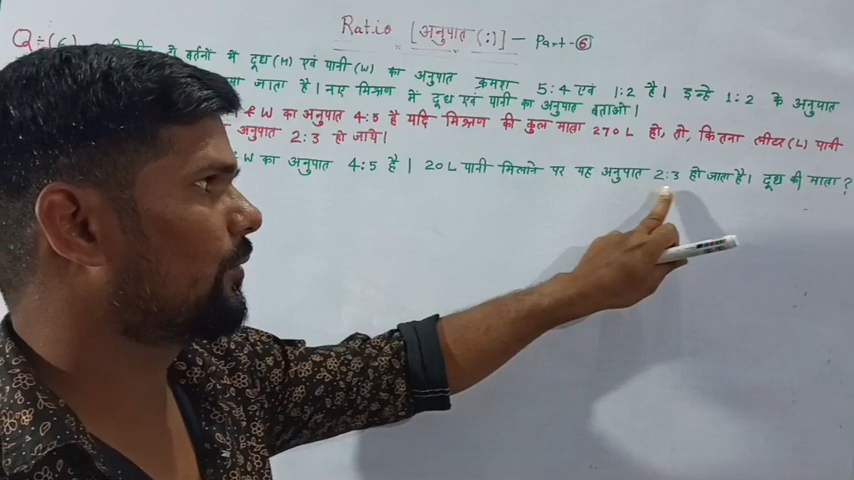 Ratio [अनुपात (:)] - Part-⑥
Q÷(6) ने बर्तनो में दूध(M) एवं पानी(W) का अनुपात क्रमश 5:4 एवं 1:2 है। इन्हे 1:2 के अनुपात
जाता है। नए मिश्रण में दूध एवं पानी का अनुपात बताओ।
& W का अनुपात 4:5 है यदि मिश्रण की कुल माता 270L हो, तो, कितना लीटर(L) पानी
अनुपात 2:3 हो जाये।
W का अनुपात 4:5 है। 20L पानी मिलाने पर यह अनुपात 2:3 हो जाता है। दूध की माता?